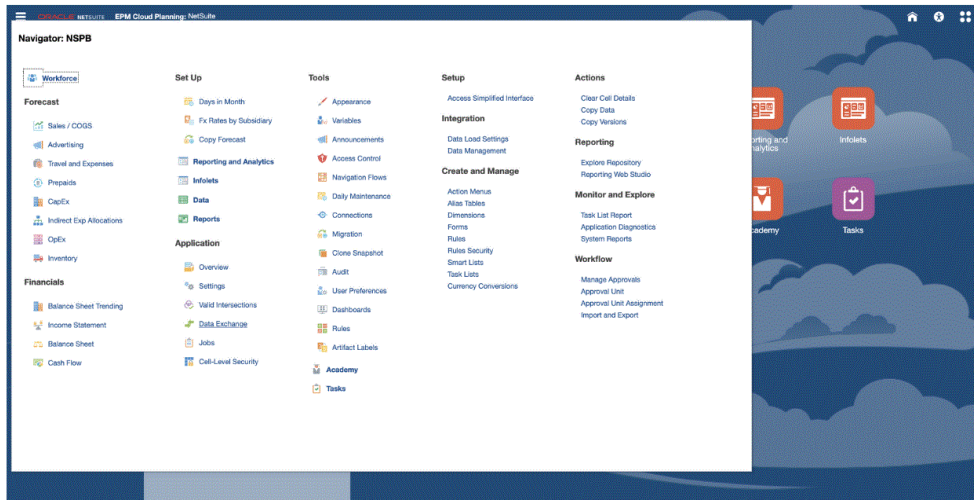 ORACLE NETSUITE EPM Cloud Planning: NetSuite
Navigator: NSPB
Workforce
Forecast
Sales / COGS
Advertising
Travel and Expenses
Prepaids
CapEx
Indirect Exp Allocations
OpEx
Inventory
Financials
Balance Sheet Trending
Income Statement
Balance Sheet
Cash Flow
Set Up
Days in Month
Fx Rates by Subsidiary
Copy Forecast
Reporting and Analytics
Infolets
Data
Reports
Application
Overview
Settings
Valid Intersections
Data Exchange
Jobs
Cell-Level Security
Tools
Appearance
Variables
Announcements
Access Control
Navigation Flows
Daily Maintenance
Connections
Migration
Clone Snapshot
Audit
User Preferences
Dashboards
Rules
Artifact Labels
Academy
Tasks
Setup
Access Simplified Interface
Integration
Data Load Settings
Data Management
Create and Manage
Action Menus
Alias Tables
Dimensions
Forms
Rules
Rules Security
Smart Lists
Task Lists
Currency Conversions
Actions
Clear Cell Details
Copy Data
Copy Versions
Reporting
Explore Repository
Reporting Web Studio
Monitor and Explore
Task List Report
Application Diagnostics
System Reports
Workflow
Manage Approvals
Approval Unit
Approval Unit Assignment
Import and Export
orting and
nalytics
Infolets
cademy
Tasks